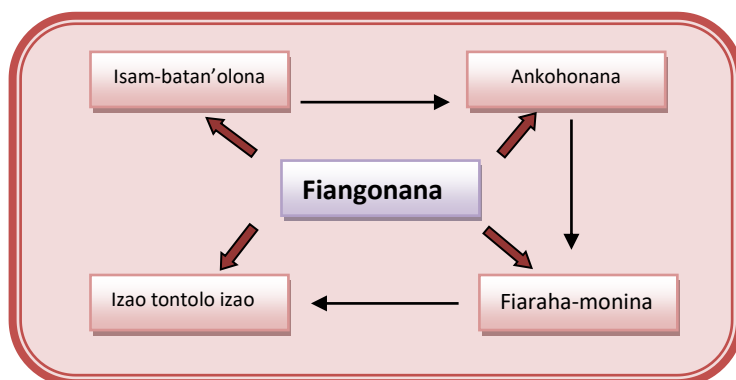 Isam-batan’olona
Ankohonana
Fiangonana
Izao tontolo izao
Fiaraha-monina